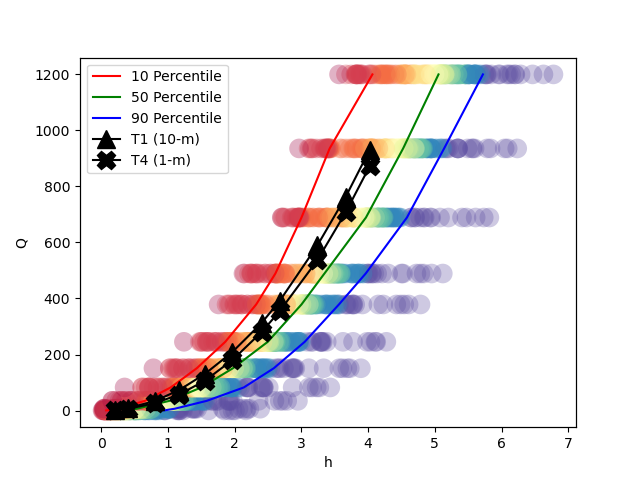 10 Percentile
50 Percentile
90 Percentile
T1 (10-m)
T4 (1-m)
1200
1000
800
600
400
200
0
Q
0 1 2 3 4 5 6 7
h